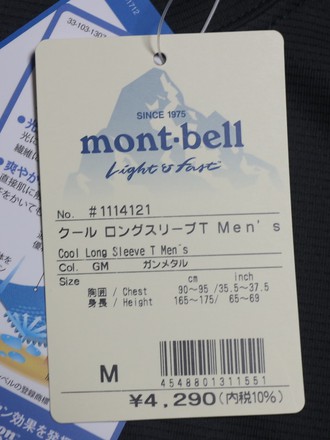 33-103-1307
SINCE 1975
mont-bell
Light & Fast
No. #1114121
クール ロングスリーブT Men's
Cool Long Sleeve T Men's
Col. GM ガンメタル
Size cm inch
胸囲 / Chest 90~95 /35.5~37.5
身長 / Height 165~175/ 65~69
M
4548801311551
¥4,290(内税10%)